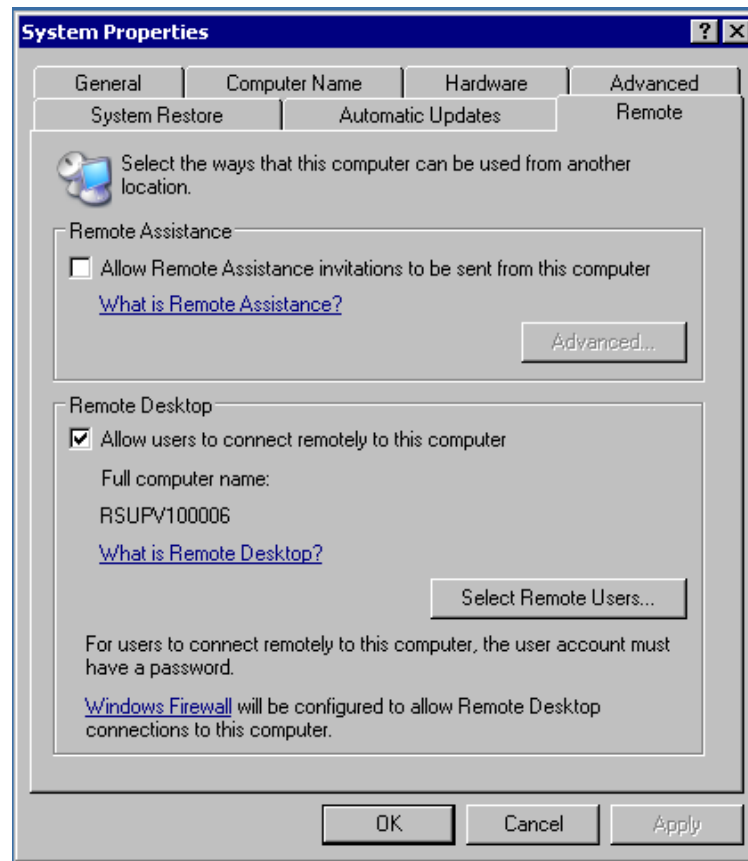 System Properties
General
Computer Name
Hardware
Advanced
System Restore
Automatic Updates
Remote
Select the ways that this computer can be used from another
location.
Remote Assistance
Allow Remote Assistance invitations to be sent from this computer
What is Remote Assistance?
Advanced...
Remote Desktop
Allow users to connect remotely to this computer
Full computer name:
RSUPV100006
What is Remote Desktop?
Select Remote Users...
For users to connect remotely to this computer, the user account must
have a password.
Windows Firewall will be configured to allow Remote Desktop
connections to this computer.
OK
Cancel
Apply